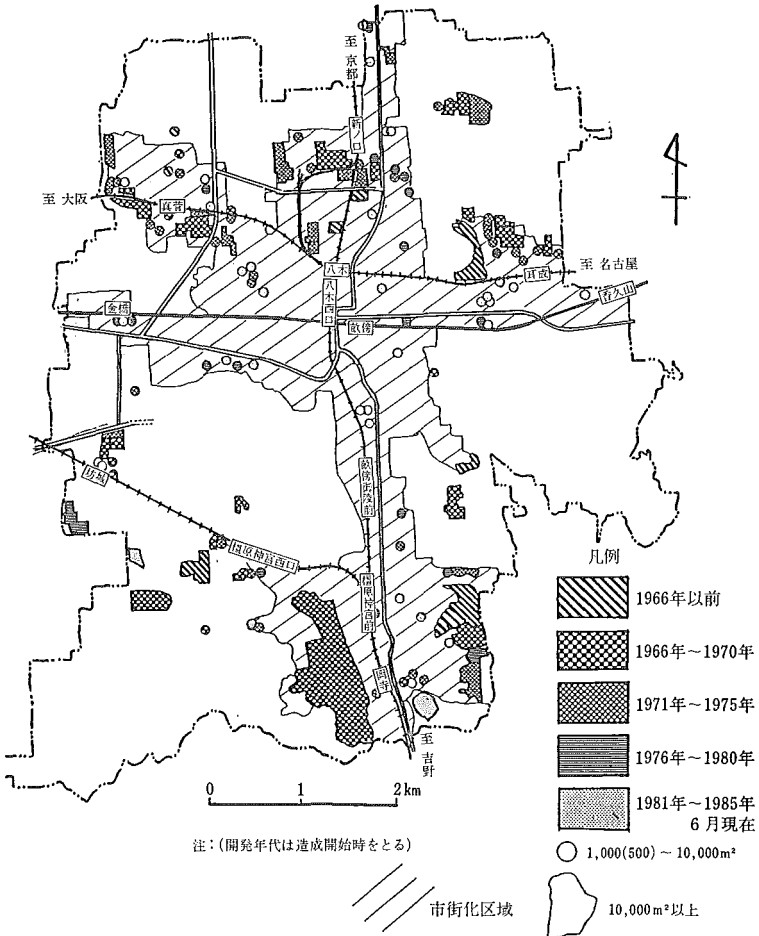 至京都
新ノ口
至 大阪
真菅
八木
至 名古屋
耳成
八木西口
香久山
金橋
畝傍
坊城
畝傍御陵前
橿原神宮西口
橿原神宮前
岡寺
至吉野
凡例
1966年以前
1966年～1970年
1971年～1975年
1976年～1980年
1981年～1985年
6月現在
0 1 2km
1,000(500) ～ 10,000m²
注：(開発年代は造成開始時をとる)
市街化区域
10,000m²以上